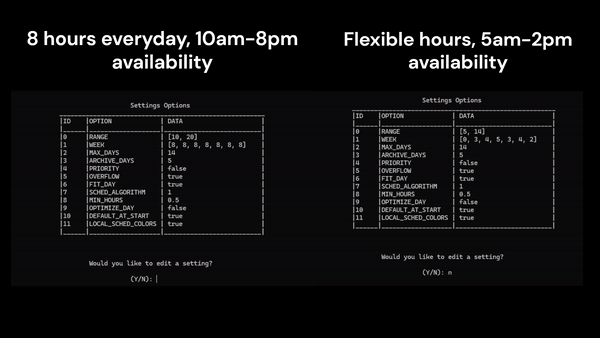 8 hours everyday, 10am-8pm
availability
Settings Options
ID OPTION DATA
0 RANGE [10, 20]
1 WEEK [8, 8, 8, 8, 8, 8, 8]
2 MAX_DAYS 14
3 ARCHIVE_DAYS 5
4 PRIORITY false
5 OVERFLOW true
6 FIT_DAY true
7 SCHED_ALGORITHM 1
8 MIN_HOURS 0.5
9 OPTIMIZE_DAY false
10 DEFAULT_AT_START true
11 LOCAL_SCHED_COLORS true
Would you like to edit a setting?
(Y/N):
Flexible hours, 5am-2pm
availability
Settings Options
ID OPTION DATA
0 RANGE [5, 14]
1 WEEK [0, 3, 4, 5, 3, 4, 2]
2 MAX_DAYS 14
3 ARCHIVE_DAYS 5
4 PRIORITY false
5 OVERFLOW true
6 FIT_DAY true
7 SCHED_ALGORITHM 1
8 MIN_HOURS 0.5
9 OPTIMIZE_DAY false
10 DEFAULT_AT_START true
11 LOCAL_SCHED_COLORS true
Would you like to edit a setting?
(Y/N): n